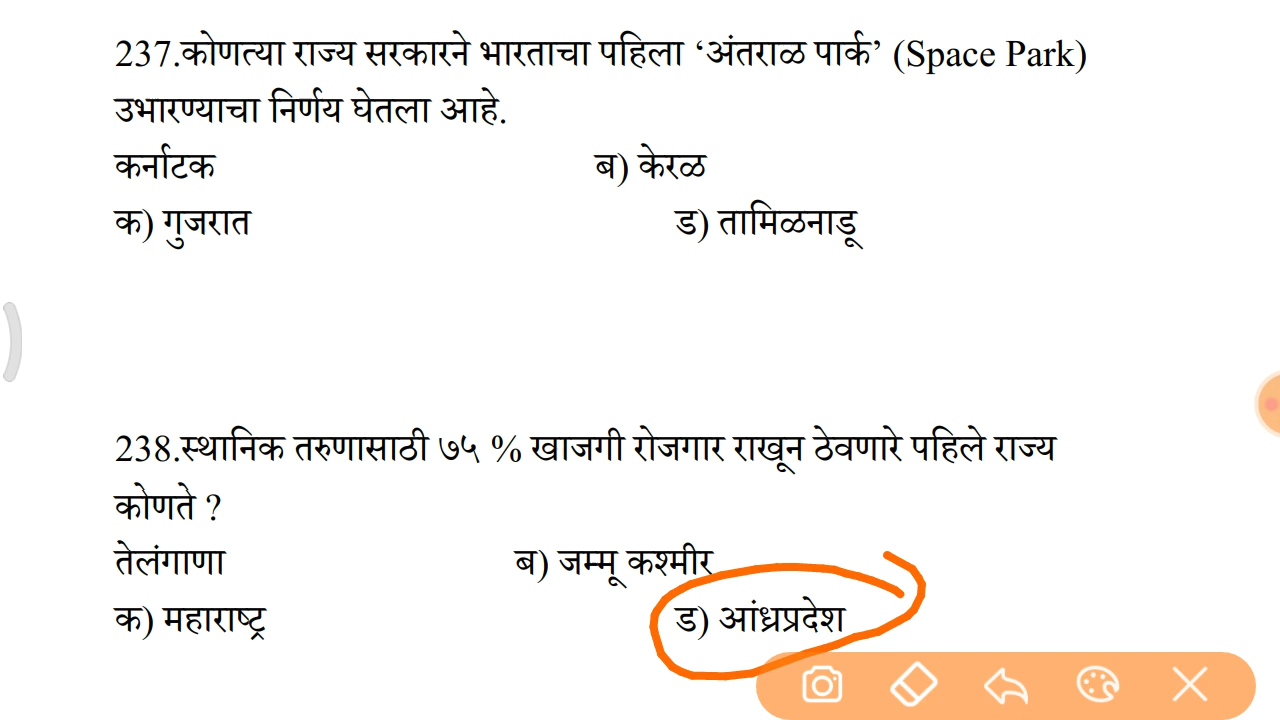 237.कोणत्या राज्य सरकारने भारताचा पहिला ‘अंतराळ पार्क’ (Space Park)
उभारण्याचा निर्णय घेतला आहे.
कर्नाटक ब) केरळ
क) गुजरात ड) तामिळनाडू
238.स्थानिक तरुणासाठी ७५ % खाजगी रोजगार राखून ठेवणारे पहिले राज्य
कोणते ?
तेलंगाणा ब) जम्मू कश्मीर
क) महाराष्ट्र ड) आंध्रप्रदेश